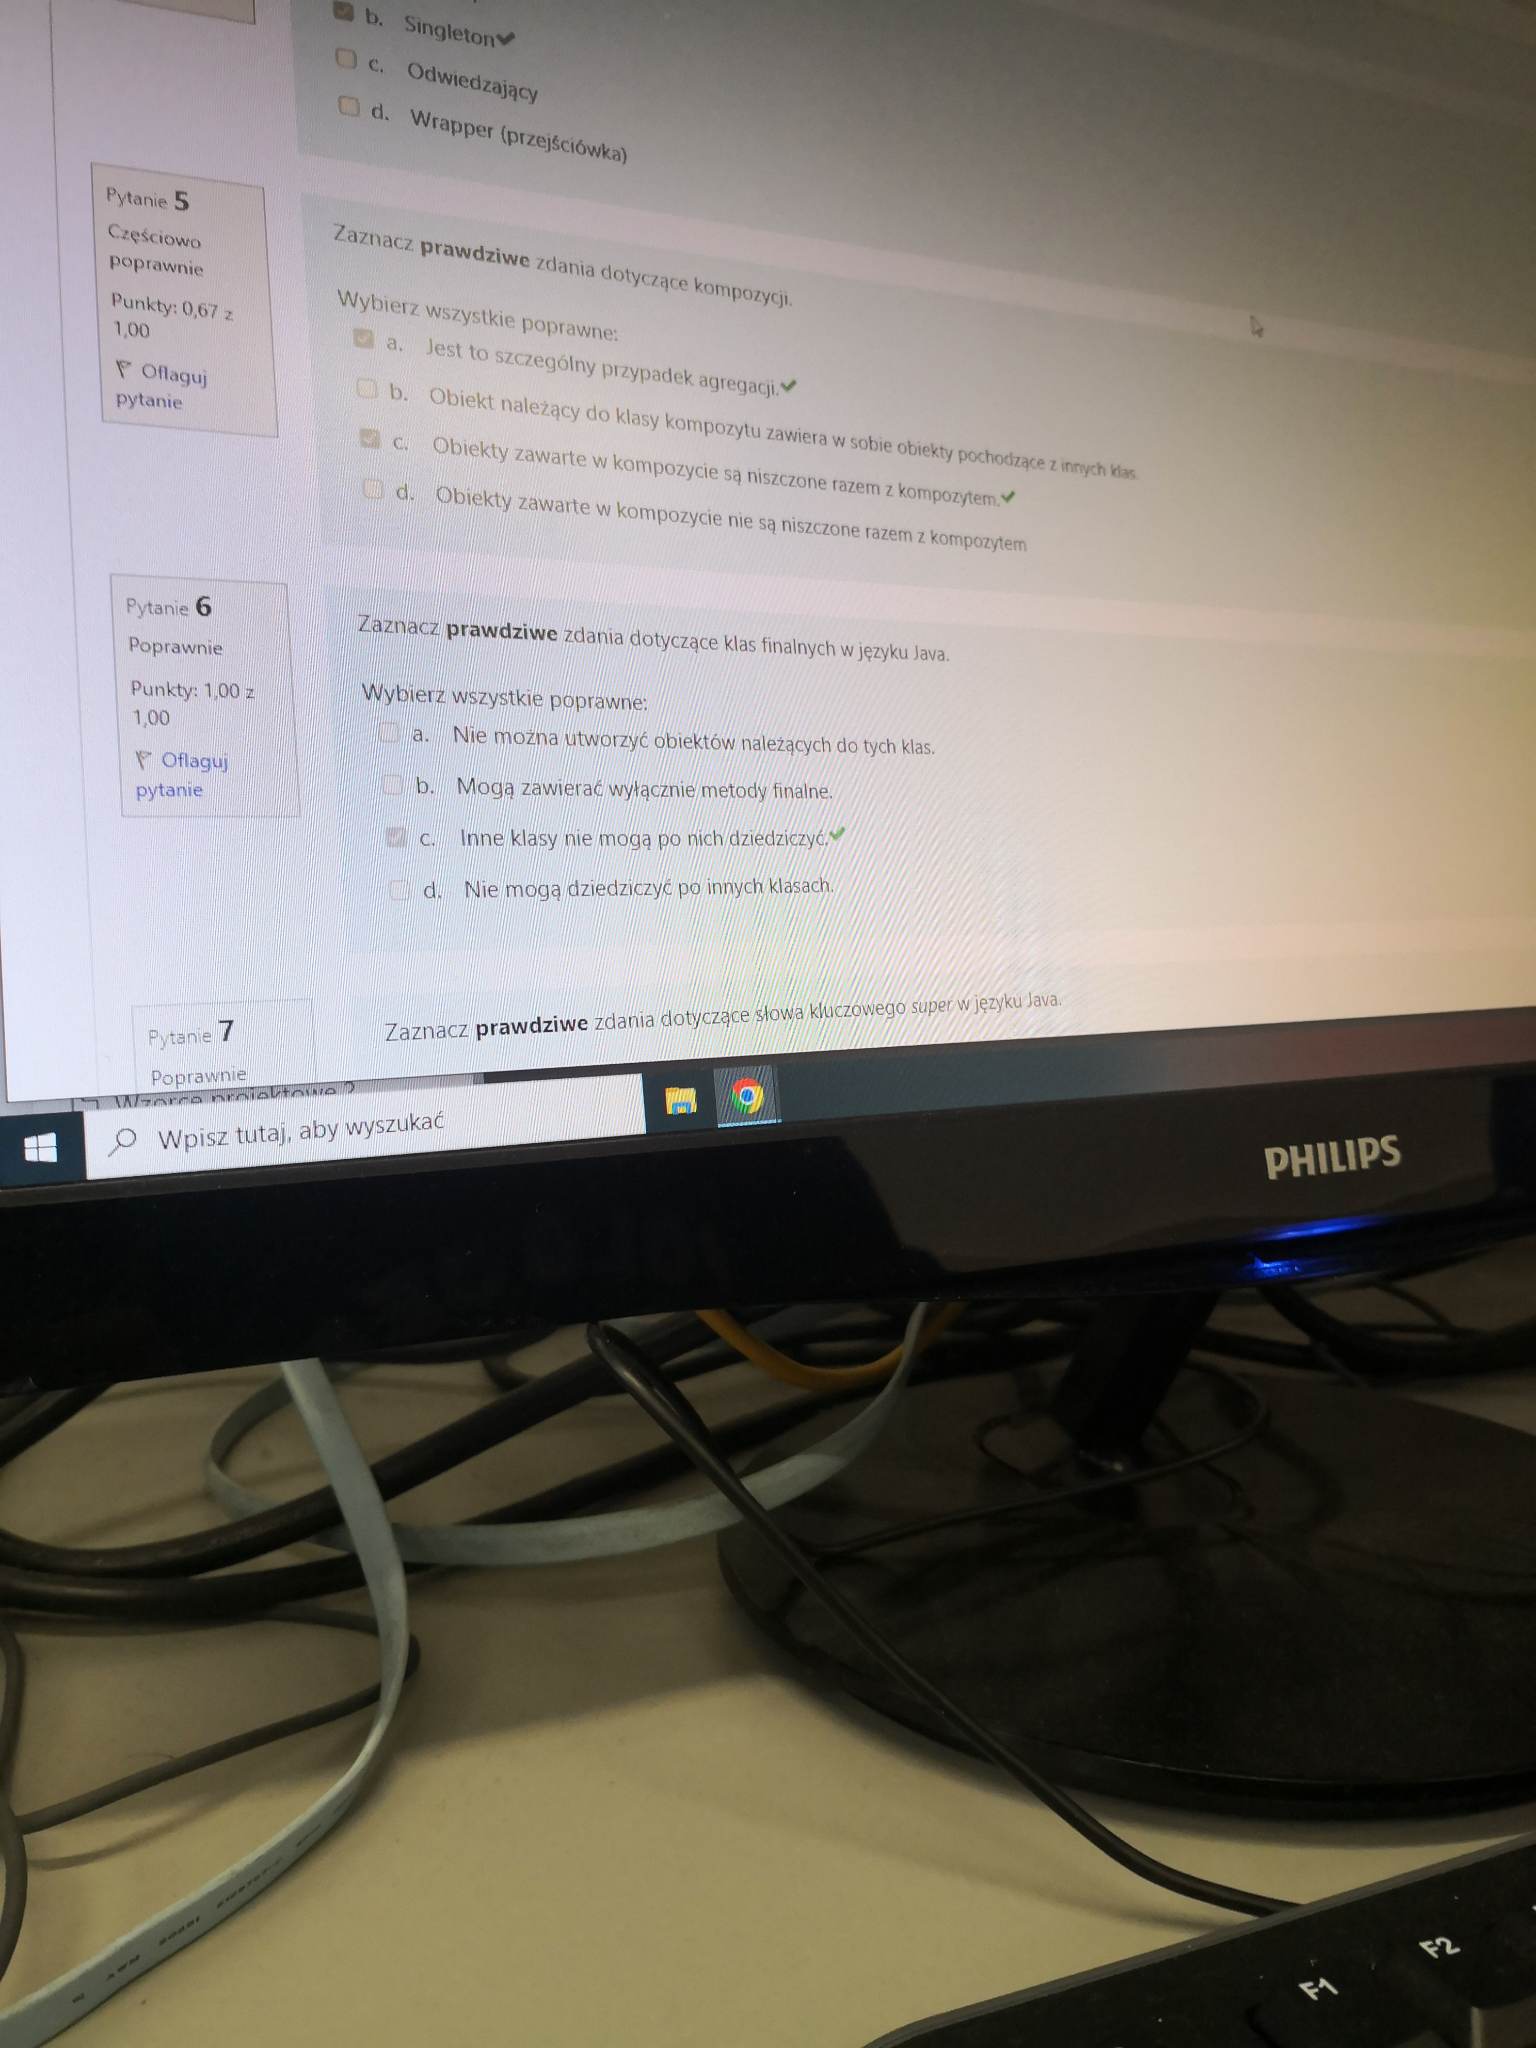 b. Singleton
c. Odwiedzający
d. Wrapper (przejściówka)
Pytanie 5
Częściowo
poprawnie
Punkty: 0,67 z
1,00
Oflaguj
pytanie
Zaznacz prawdziwe zdania dotyczące kompozycji.
Wybierz wszystkie poprawne:
a. Jest to szczególny przypadek agregacji.
b. Obiekt należący do klasy kompozytu zawiera w sobie obiekty pochodzące z innych klas.
c. Obiekty zawarte w kompozycie są niszczone razem z kompozytem.
d. Obiekty zawarte w kompozycie nie są niszczone razem z kompozytem
Pytanie 6
Poprawnie
Punkty: 1,00 z
1,00
Oflaguj
pytanie
Zaznacz prawdziwe zdania dotyczące klas finalnych w języku Java.
Wybierz wszystkie poprawne:
a. Nie można utworzyć obiektów należących do tych klas.
b. Mogą zawierać wyłącznie metody finalne.
c. Inne klasy nie mogą po nich dziedziczyć.
d. Nie mogą dziedziczyć po innych klasach.
Pytanie 7
Poprawnie
Zaznacz prawdziwe zdania dotyczące słowa kluczowego super w języku Java.
Wzorce projektowe 2
Wpisz tutaj, aby wyszukać
PHILIPS
F1
F2